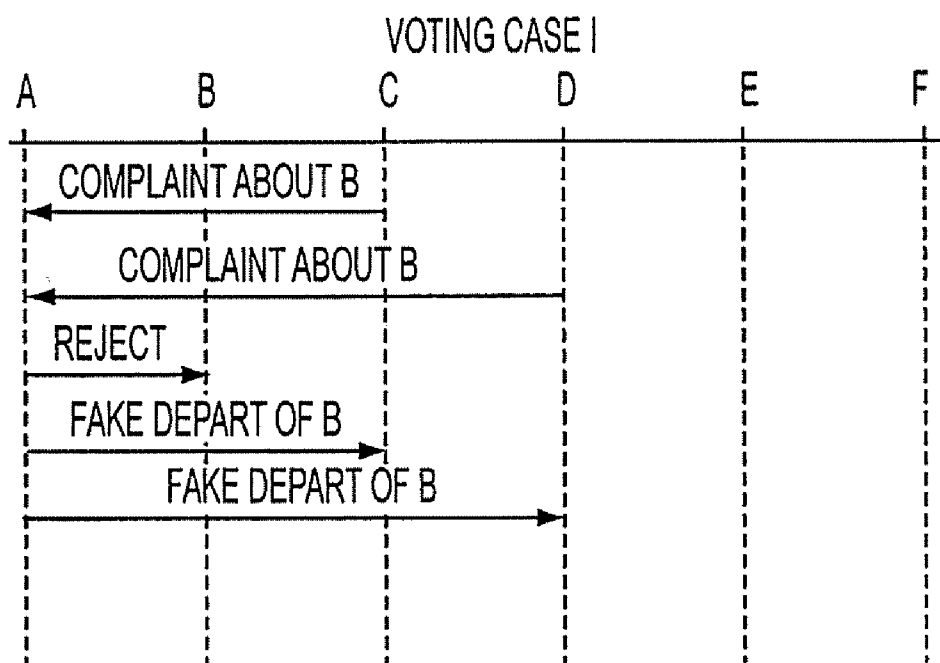 VOTING CASE I
A B C D E F
COMPLAINT ABOUT B
COMPLAINT ABOUT B
REJECT
FAKE DEPART OF B
FAKE DEPART OF B